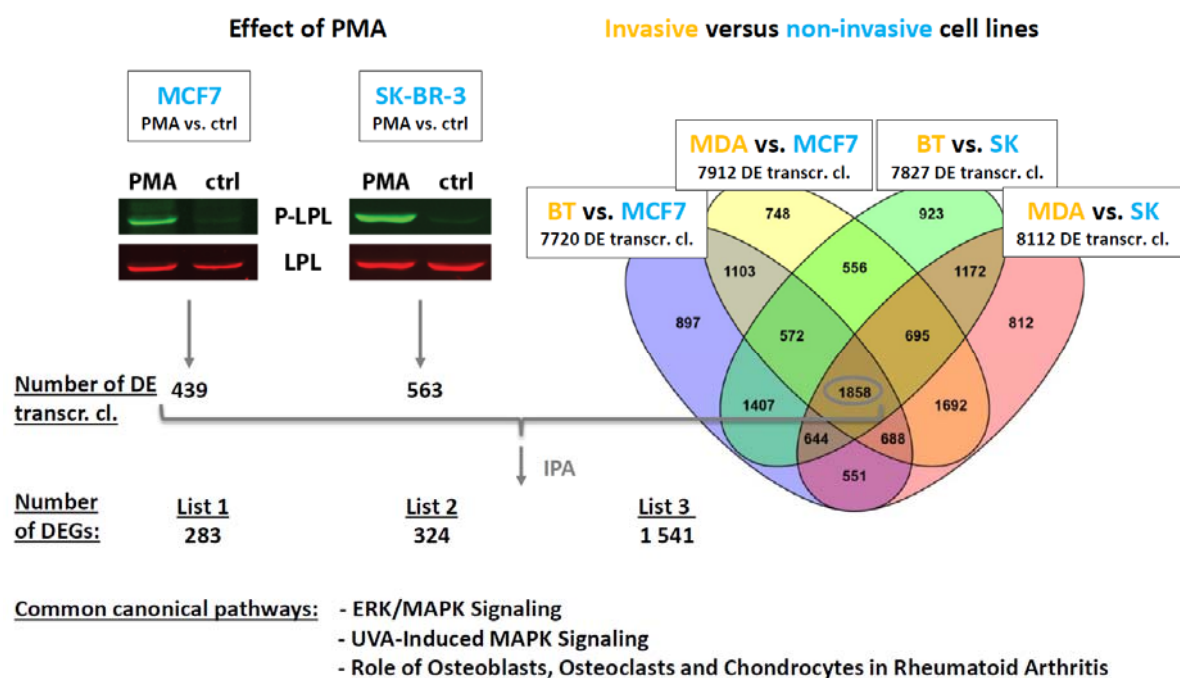 Effect of PMA
Invasive versus non-invasive cell lines
MCF7
PMA vs. ctrl
SK-BR-3
PMA vs. ctrl
PMA ctrl
P-LPL
LPL
PMA ctrl
MDA vs. MCF7
7912 DE transcr. cl.
BT vs. SK
7827 DE transcr. cl.
BT vs. MCF7
7720 DE transcr. cl.
MDA vs. SK
8112 DE transcr. cl.
748
923
1103
556
1172
897
572
695
812
1858
1407
1692
644
688
551
Number of DE
transcr. cl.
439
563
IPA
Number
of DEGs:
List 1
283
List 2
324
List 3
1 541
Common canonical pathways: - ERK/MAPK Signaling
- UVA-Induced MAPK Signaling
- Role of Osteoblasts, Osteoclasts and Chondrocytes in Rheumatoid Arthritis